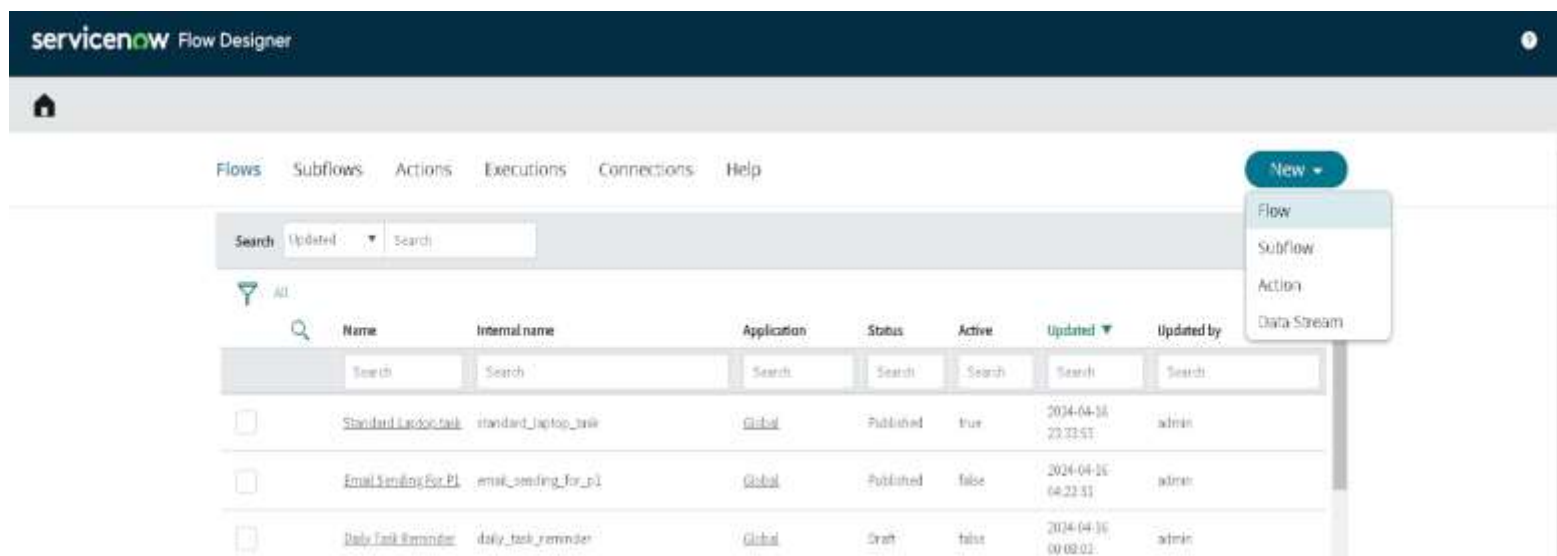 servicenow Flow Designer
Flows Subflows Actions Executions Connections Help New
Flow
Subflow
Action
Data Stream
Search Updated Search
All
Name Internal name Application Status Active Updated Updated by
Search Search Search Search Search Search Search
Standard Laptop task standard_laptop_task Global Published true 2024-04-16 admin
Email Sending For P1 email_sending_for_p1 Global Published false 2024-04-16 admin
04:22:53
Daily Task Reminder daily_task_reminder Global Draft false 2024-04-16 admin